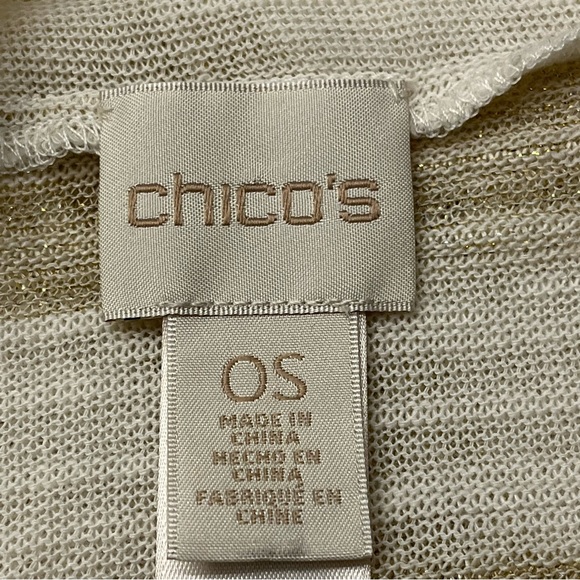 chico's
OS
MADE IN
CHINA
HECHO EN
CHINA
FABRIQUÉ EN
CHINE